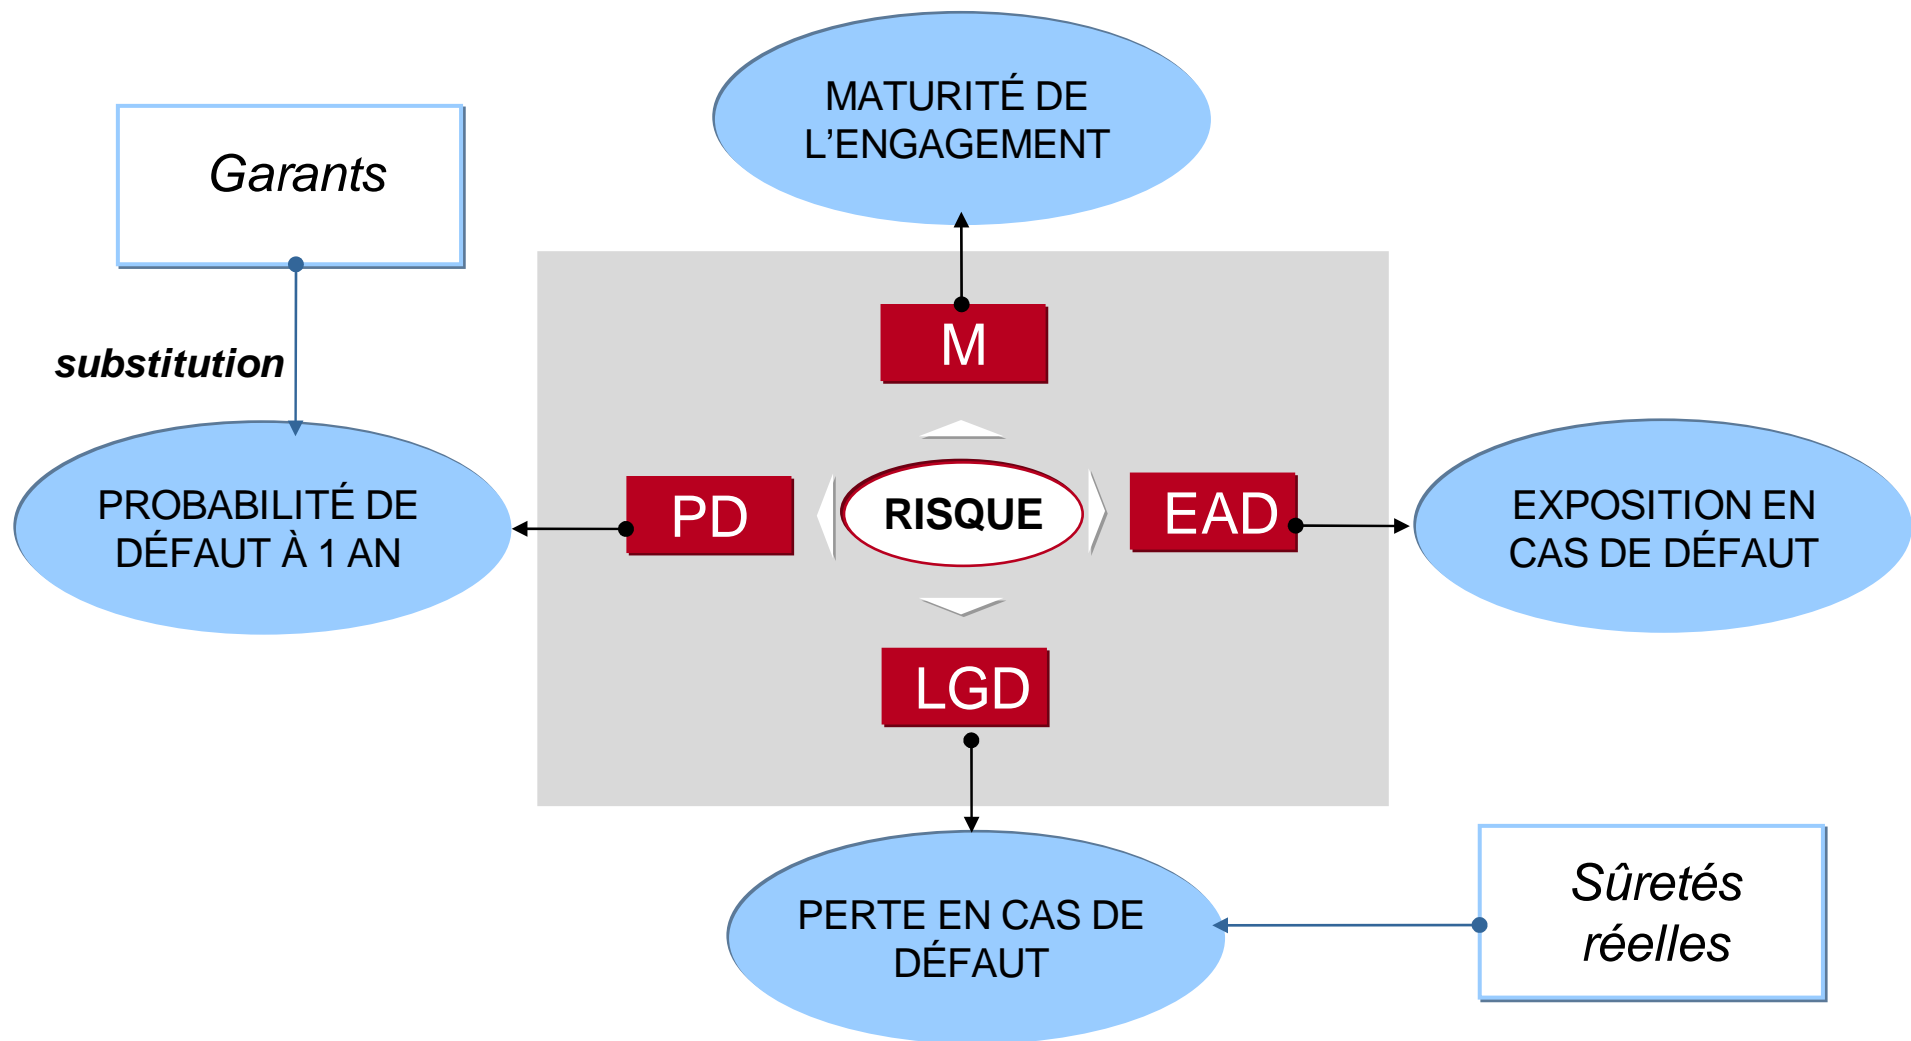 MATURITÉ DE
L’ENGAGEMENT
Garants
substitution
M
PROBABILITÉ DE
DÉFAUT À 1 AN
PD
RISQUE
EAD
EXPOSITION EN
CAS DE DÉFAUT
LGD
PERTE EN CAS DE
DÉFAUT
Sûretés
réelles